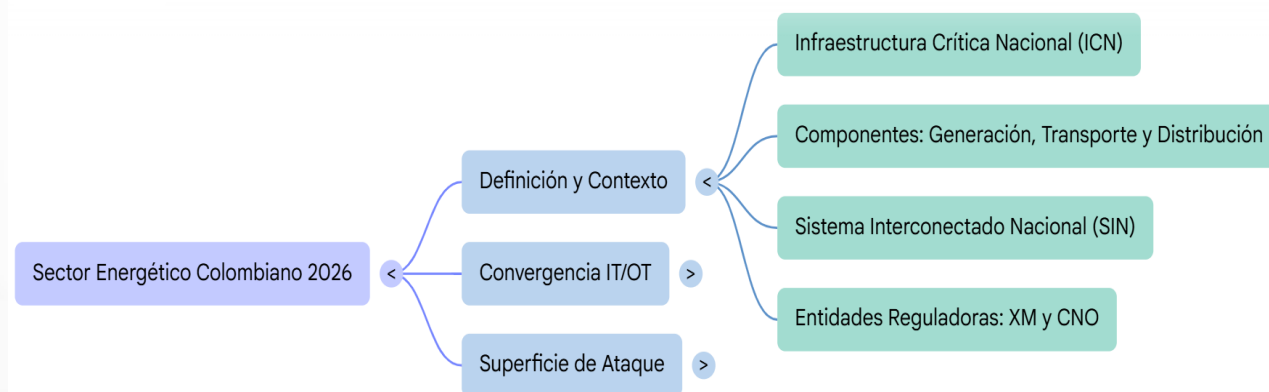 Sector Energético Colombiano 2026
<
Definición y Contexto
<
Infraestructura Crítica Nacional (ICN)
Componentes: Generación, Transporte y Distribución
Sistema Interconectado Nacional (SIN)
Entidades Reguladoras: XM y CNO
Convergencia IT/OT
>
Superficie de Ataque
>